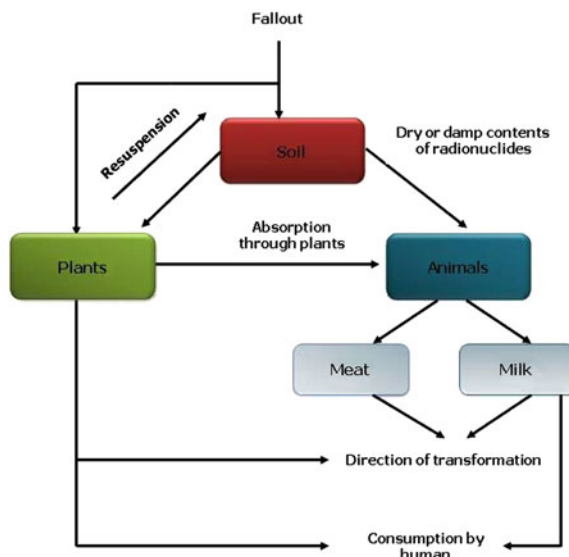 Fallout
Resuspension
Soil
Dry or damp contents
of radionuclides
Absorption
through plants
Plants
Animals
Meat
Milk
Direction of transformation
Consumption by
human